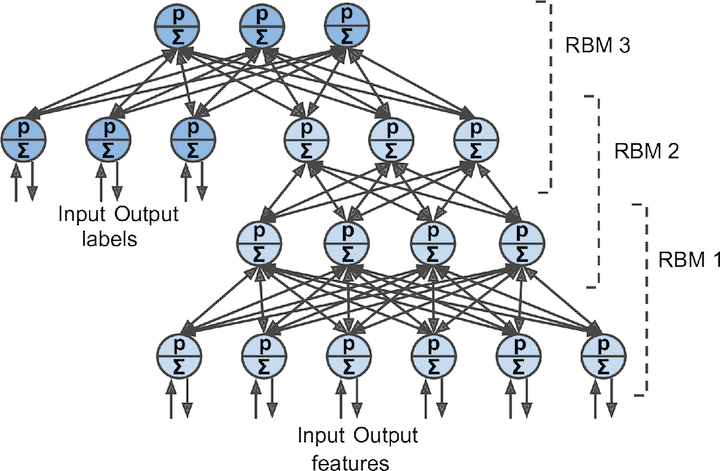 p p p
Σ Σ Σ
RBM 3
p p p p p p
Σ Σ Σ Σ Σ Σ
RBM 2
Input Output
labels
p p p p
Σ Σ Σ Σ
RBM 1
p p p p p p
Σ Σ Σ Σ Σ Σ
Input Output
features